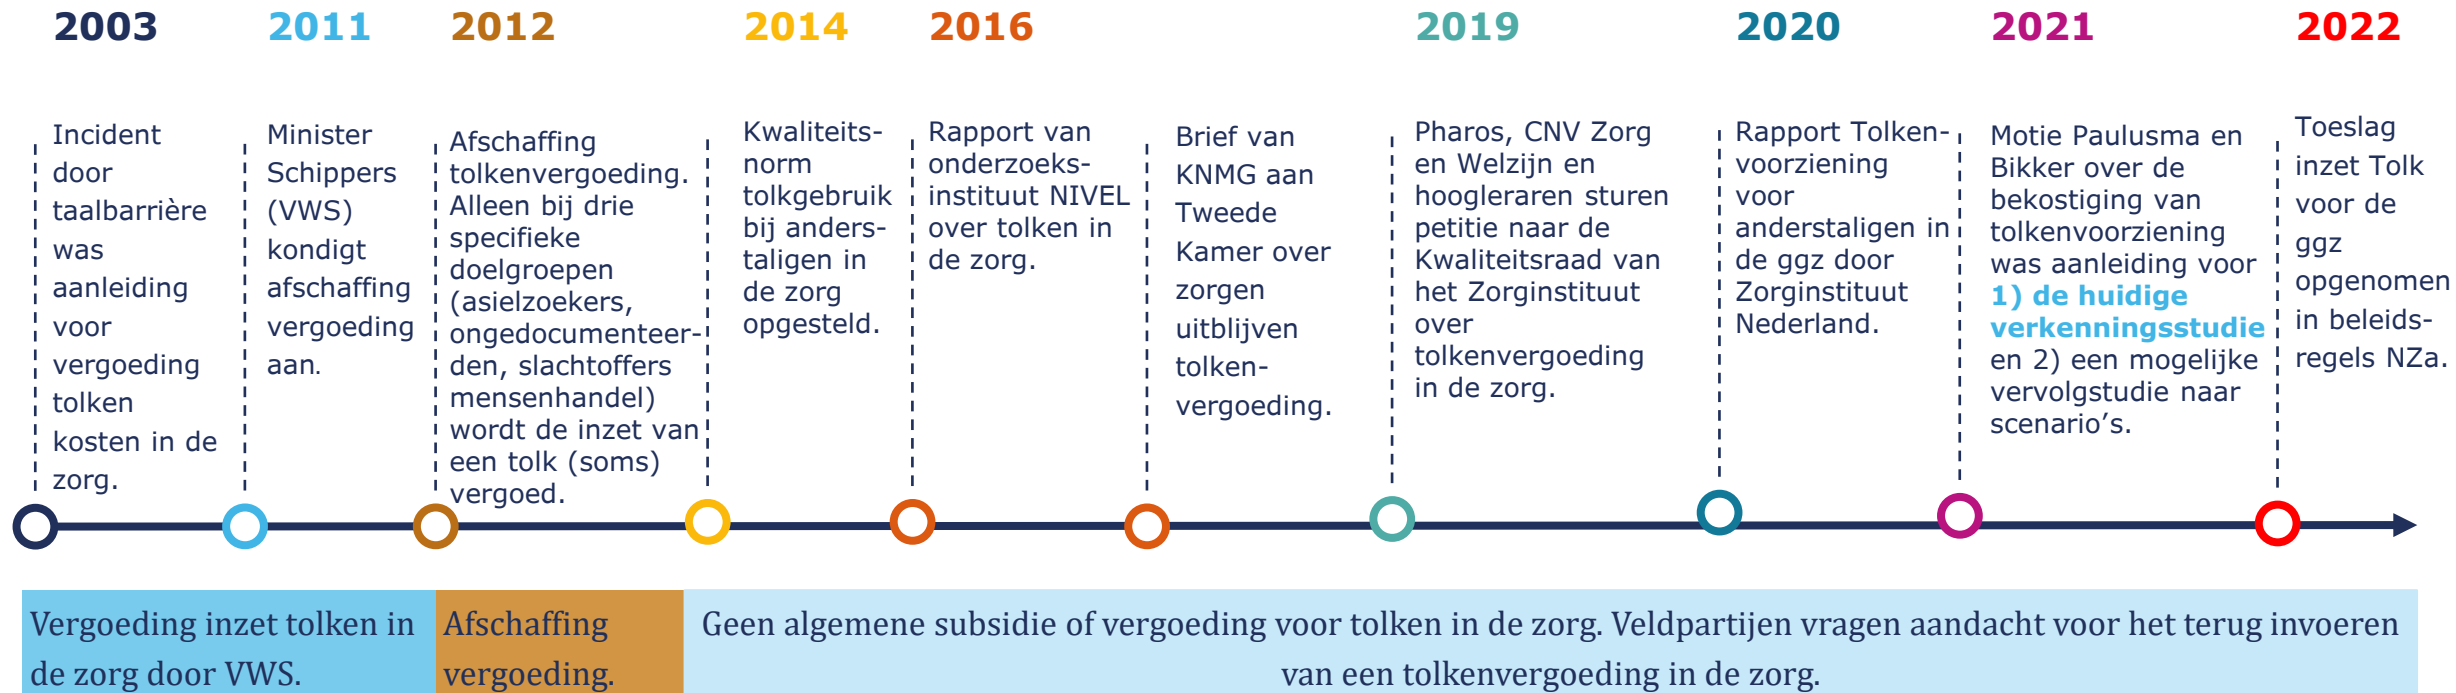 2003
Incident
door
taalbarrière
was
aanleiding
voor
vergoeding
tolken
kosten in de
zorg.
2011
Minister
Schippers
(VWS)
kondigt
afschaffing
vergoeding
aan.
2012
Afschaffing
tolkenvergoeding.
Alleen bij drie
specifieke
doelgroepen
(asielzoekers,
ongedocumenteer-
den, slachtoffers
mensenhandel)
wordt de inzet van
een tolk (soms)
vergoed.
2014
Kwaliteits-
norm
tolkgebruik
bij anders-
taligen in
de zorg
opgesteld.
2016
Rapport van
onderzoeks-
instituut NIVEL
over tolken in
de zorg.
Brief van
KNMG aan
Tweede
Kamer over
zorgen
uitblijven
tolken-
vergoeding.
2019
Pharos, CNV Zorg
en Welzijn en
hoogleraren sturen
petitie naar de
Kwaliteitsraad van
het Zorginstituut
over
tolkenvergoeding
in de zorg.
2020
Rapport Tolken-
voorziening
voor
anderstaligen in
de ggz door
Zorginstituut
Nederland.
2021
Motie Paulusma en
Bikker over de
bekostiging van
tolkenvoorziening
was aanleiding voor
1) de huidige
verkenningsstudie
en 2) een mogelijke
vervolgstudie naar
scenario’s.
2022
Toeslag
inzet Tolk
voor de
ggz
opgenomen
in beleids-
regels NZa.
Vergoeding inzet tolken in
de zorg door VWS.
Afschaffing
vergoeding.
Geen algemene subsidie of vergoeding voor tolken in de zorg. Veldpartijen vragen aandacht voor het terug invoeren
van een tolkenvergoeding in de zorg.